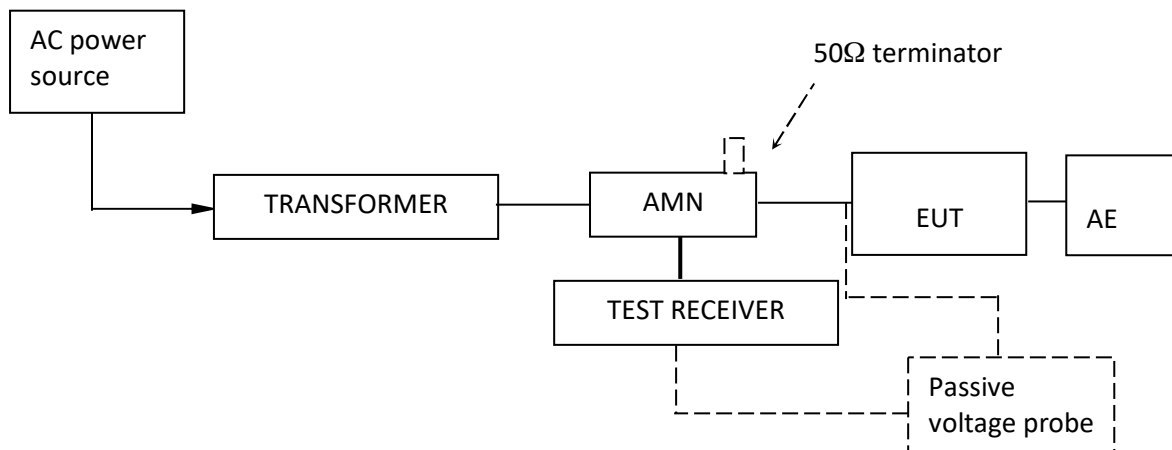 AC power
source
50Ω terminator
TRANSFORMER
AMN
EUT
AE
TEST RECEIVER
Passive
voltage probe